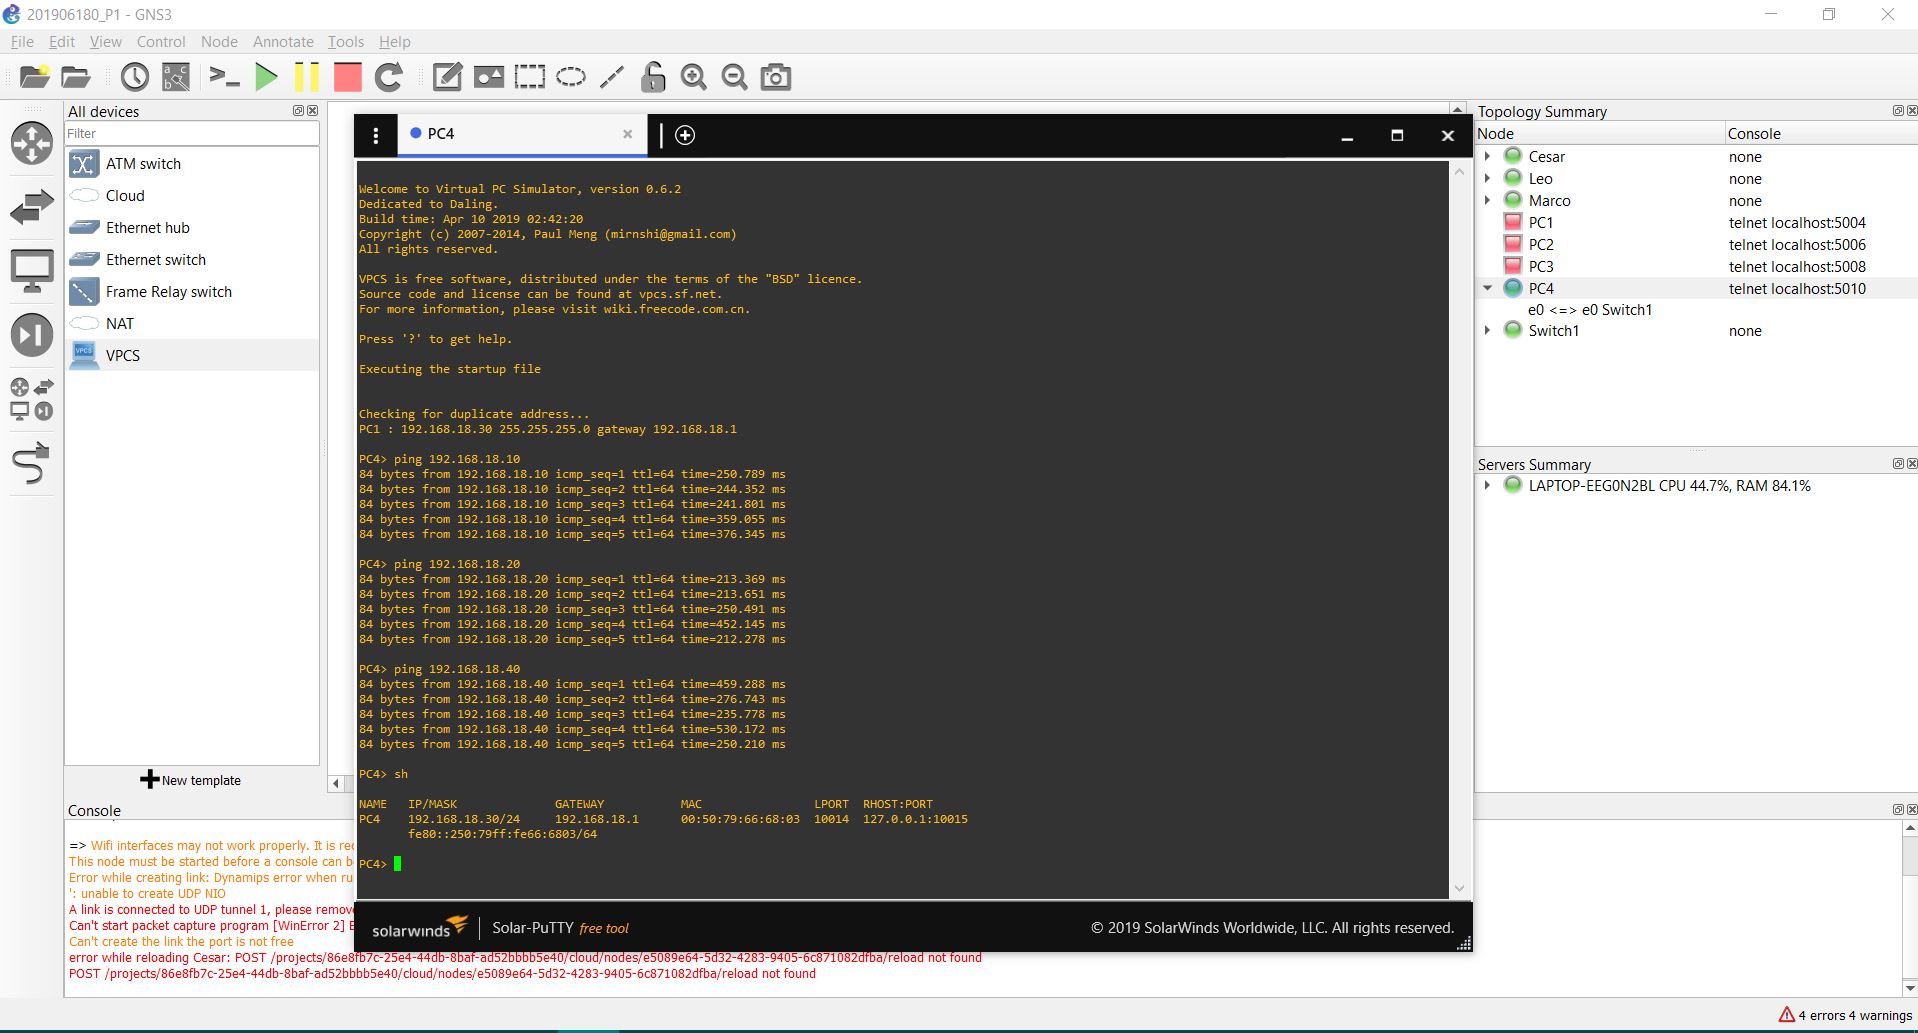 201906180_P1 - GNS3
File Edit View Control Node Annotate Tools Help
All devices
Filter
ATM switch
Cloud
Ethernet hub
Ethernet switch
Frame Relay switch
NAT
VPCS
New template
PC4
Welcome to Virtual PC Simulator, version 0.6.2
Dedicated to Daling.
Build time: Apr 10 2019 02:42:20
Copyright (c) 2007-2014, Paul Meng (mirnshi@gmail.com)
All rights reserved.
VPCS is free software, distributed under the terms of the "BSD" licence.
Source code and license can be found at vpcs.sf.net.
For more information, please visit wiki.freecode.com.cn.
Press '?' to get help.
Executing the startup file
Checking for duplicate address...
PC1 : 192.168.18.30 255.255.255.0 gateway 192.168.18.1
PC4> ping 192.168.18.10
84 bytes from 192.168.18.10 icmp_seq=1 ttl=64 time=250.789 ms
84 bytes from 192.168.18.10 icmp_seq=2 ttl=64 time=244.352 ms
84 bytes from 192.168.18.10 icmp_seq=3 ttl=64 time=241.801 ms
84 bytes from 192.168.18.10 icmp_seq=4 ttl=64 time=359.055 ms
84 bytes from 192.168.18.10 icmp_seq=5 ttl=64 time=376.345 ms
PC4> ping 192.168.18.20
84 bytes from 192.168.18.20 icmp_seq=1 ttl=64 time=213.369 ms
84 bytes from 192.168.18.20 icmp_seq=2 ttl=64 time=213.651 ms
84 bytes from 192.168.18.20 icmp_seq=3 ttl=64 time=250.491 ms
84 bytes from 192.168.18.20 icmp_seq=4 ttl=64 time=452.145 ms
84 bytes from 192.168.18.20 icmp_seq=5 ttl=64 time=212.278 ms
PC4> ping 192.168.18.40
84 bytes from 192.168.18.40 icmp_seq=1 ttl=64 time=459.288 ms
84 bytes from 192.168.18.40 icmp_seq=2 ttl=64 time=276.743 ms
84 bytes from 192.168.18.40 icmp_seq=3 ttl=64 time=235.778 ms
84 bytes from 192.168.18.40 icmp_seq=4 ttl=64 time=530.172 ms
84 bytes from 192.168.18.40 icmp_seq=5 ttl=64 time=250.210 ms
PC4> sh
NAME IP/MASK GATEWAY MAC LPORT RHOST:PORT
PC4 192.168.18.30/24 192.168.18.1 00:50:79:66:68:03 10014 127.0.0.1:10015
fe80::250:79ff:fe66:6803/64
PC4>
solarwinds Solar-PuTTY free tool © 2019 SolarWinds Worldwide, LLC. All rights reserved.
Topology Summary
Node Console
Cesar none
Leo none
Marco none
PC1 telnet localhost:5004
PC2 telnet localhost:5006
PC3 telnet localhost:5008
PC4 telnet localhost:5010
e0 <=> e0 Switch1
Switch1 none
Servers Summary
LAPTOP-EEG0N2BL CPU 44.7%, RAM 84.1%
Console
=> Wifi interfaces may not work properly. It is
This node must be started before a console can
Error while creating link: Dynamips error when
': unable to create UDP NIO
A link is connected to UDP tunnel 1, please
Can't start packet capture program [WinError 2]
Can't create the link the port is not free
error while reloading Cesar: POST /projects/86e8fb7c-25e4-44db-8baf-ad52bbbb5e40/cloud/nodes/e5089e64-5d32-4283-9405-6c871082dfba/reload not found
POST /projects/86e8fb7c-25e4-44db-8baf-ad52bbbb5e40/cloud/nodes/e5089e64-5d32-4283-9405-6c871082dfba/reload not found
4 errors 4 warnings